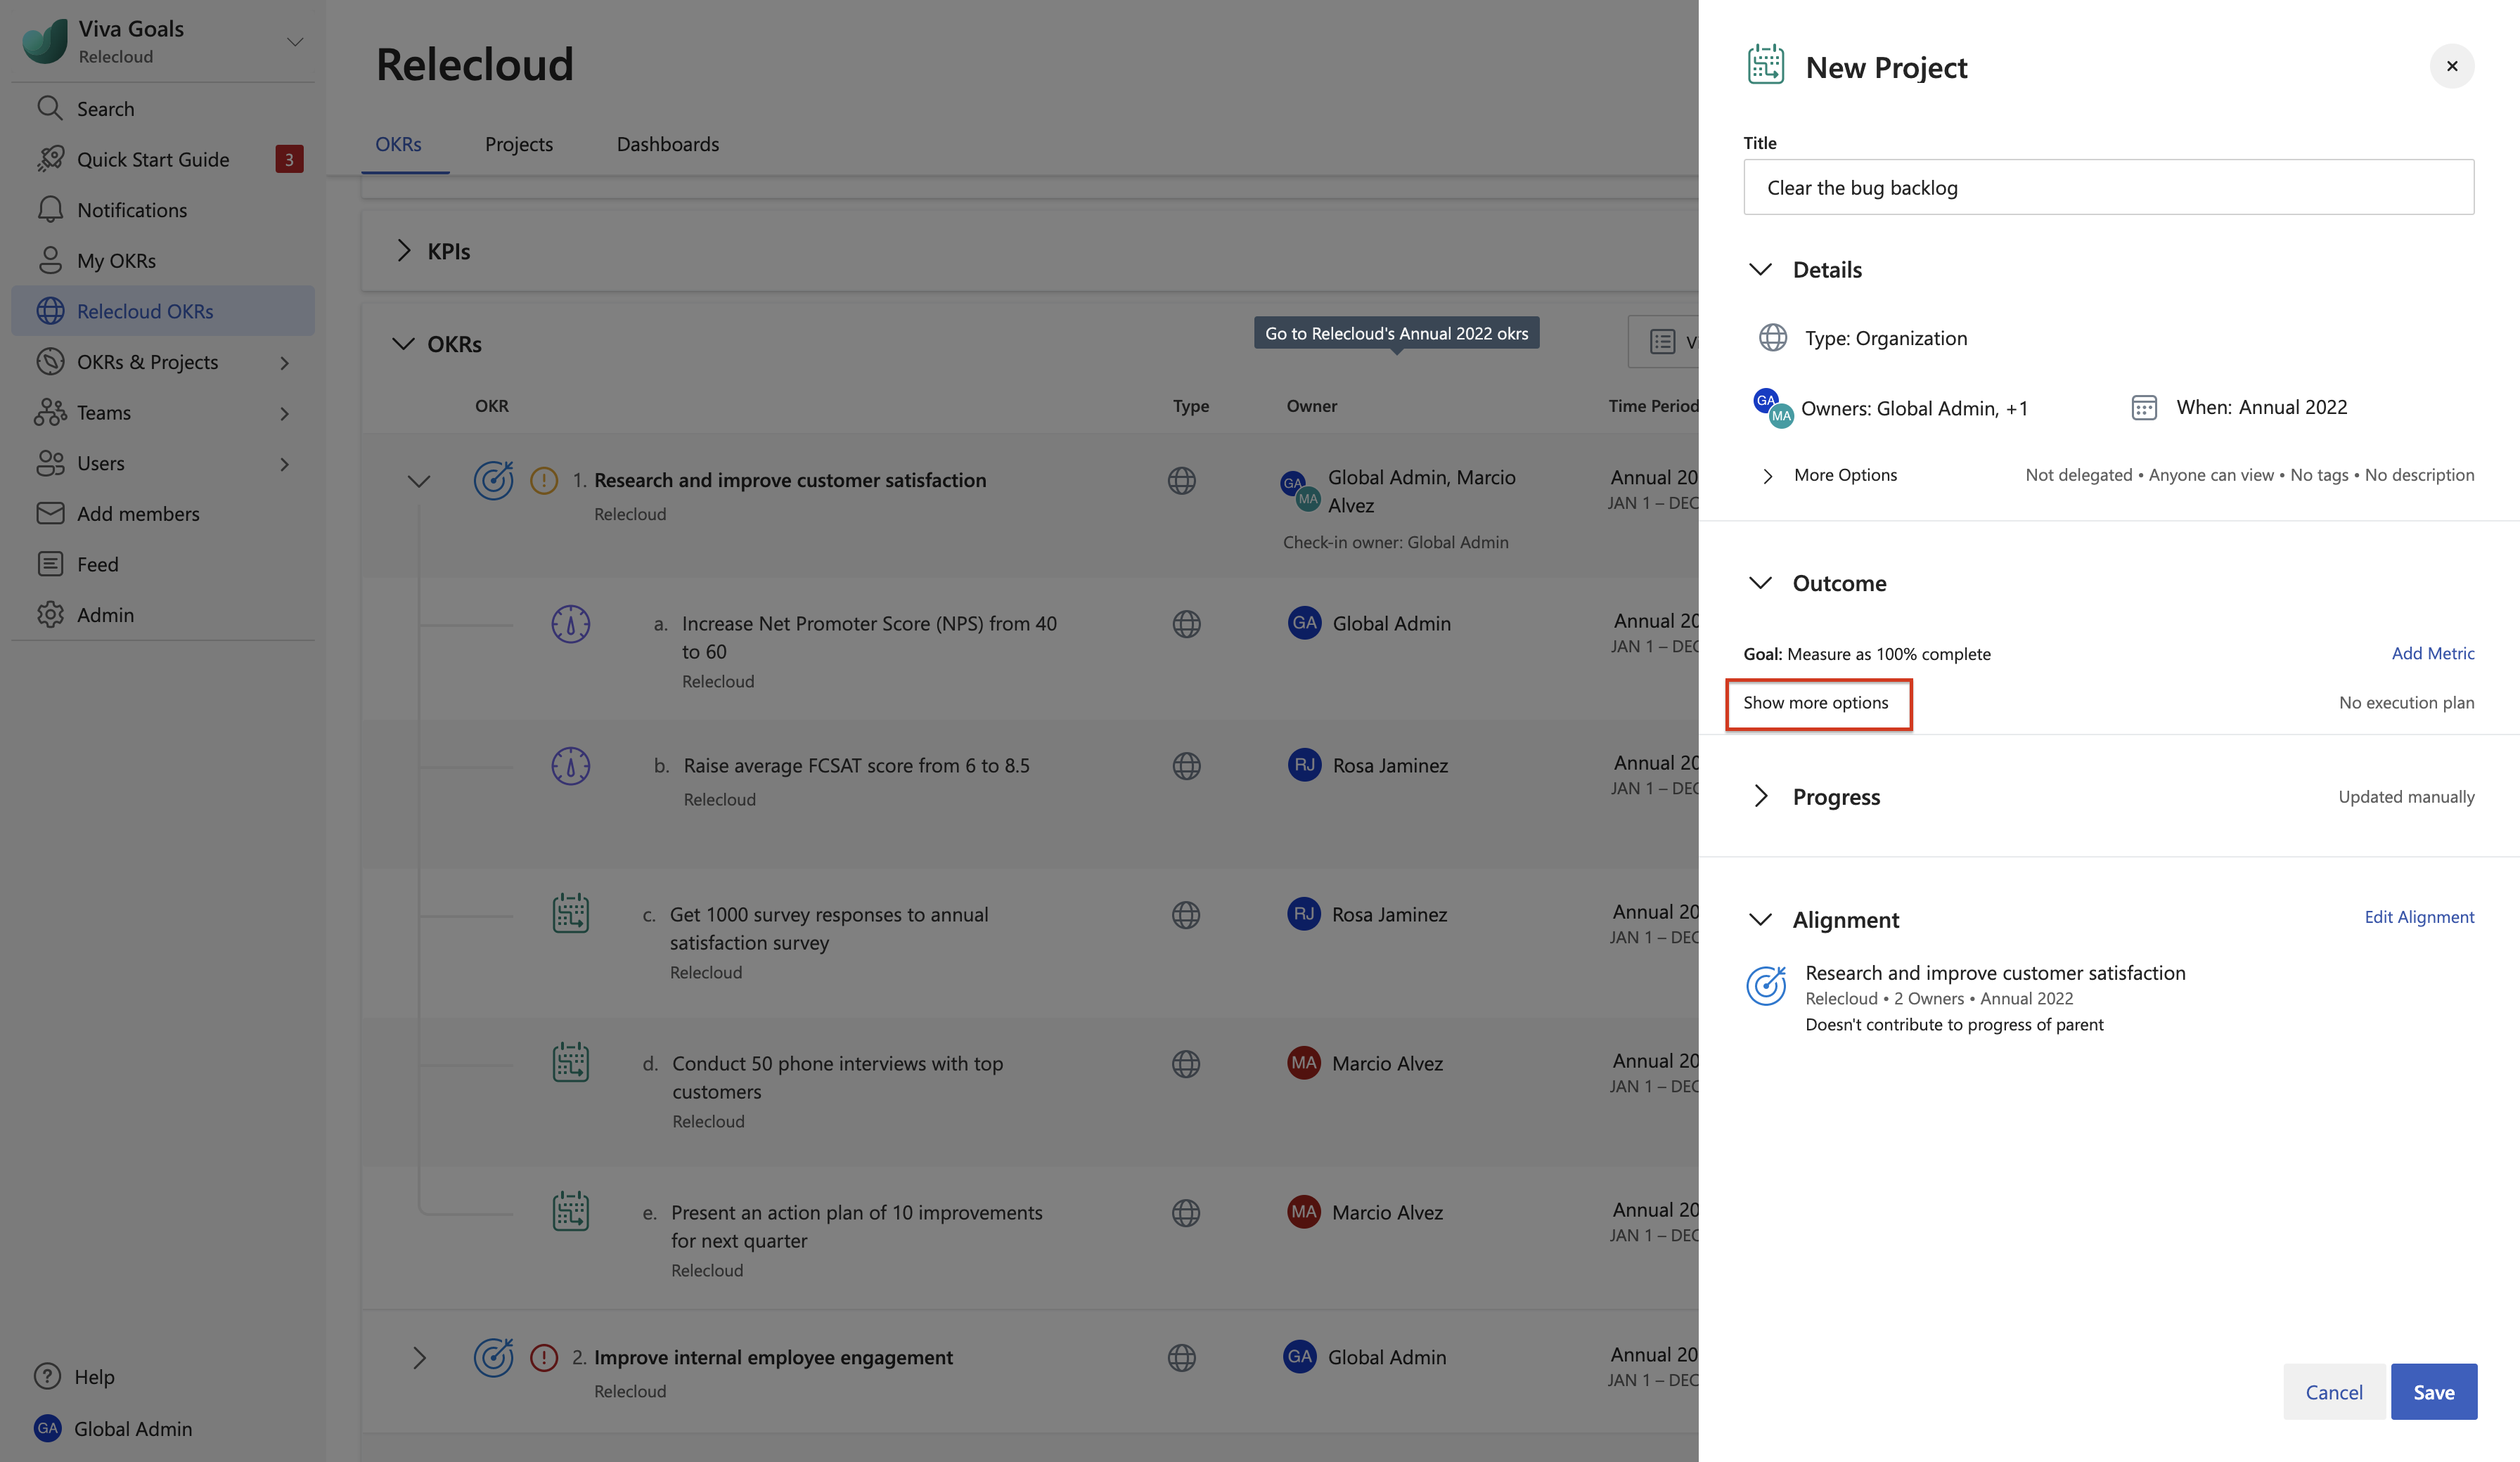 Viva Goals
Relecloud
Search
Quick Start Guide 3
Notifications
My OKRs
Relecloud OKRs
OKRs & Projects
Teams
Users
Add members
Feed
Admin
Help
GA Global Admin
Relecloud
OKRs Projects Dashboards
KPIs
OKRs
Go to Relecloud's Annual 2022 okrs
V
OKR Type Owner Time Period
1. Research and improve customer satisfaction
Relecloud
GA MA Global Admin, Marcio
Alvez
Check-in owner: Global Admin
Annual 20
JAN 1 – DEC
a. Increase Net Promoter Score (NPS) from 40
to 60
Relecloud
GA Global Admin
Annual 20
JAN 1 – DEC
b. Raise average FCSAT score from 6 to 8.5
Relecloud
RJ Rosa Jaminez
Annual 20
JAN 1 – DEC
c. Get 1000 survey responses to annual
satisfaction survey
Relecloud
RJ Rosa Jaminez
Annual 20
JAN 1 – DEC
d. Conduct 50 phone interviews with top
customers
Relecloud
MA Marcio Alvez
Annual 20
JAN 1 – DEC
e. Present an action plan of 10 improvements
for next quarter
Relecloud
MA Marcio Alvez
Annual 20
JAN 1 – DEC
2. Improve internal employee engagement
Relecloud
GA Global Admin
Annual 20
JAN 1 – DEC
New Project
Title
Clear the bug backlog
Details
Type: Organization
GA MA Owners: Global Admin, +1
When: Annual 2022
More Options Not delegated • Anyone can view • No tags • No description
Outcome
Goal: Measure as 100% complete Add Metric
Show more options No execution plan
Progress Updated manually
Alignment Edit Alignment
Research and improve customer satisfaction
Relecloud • 2 Owners • Annual 2022
Doesn't contribute to progress of parent
Cancel Save